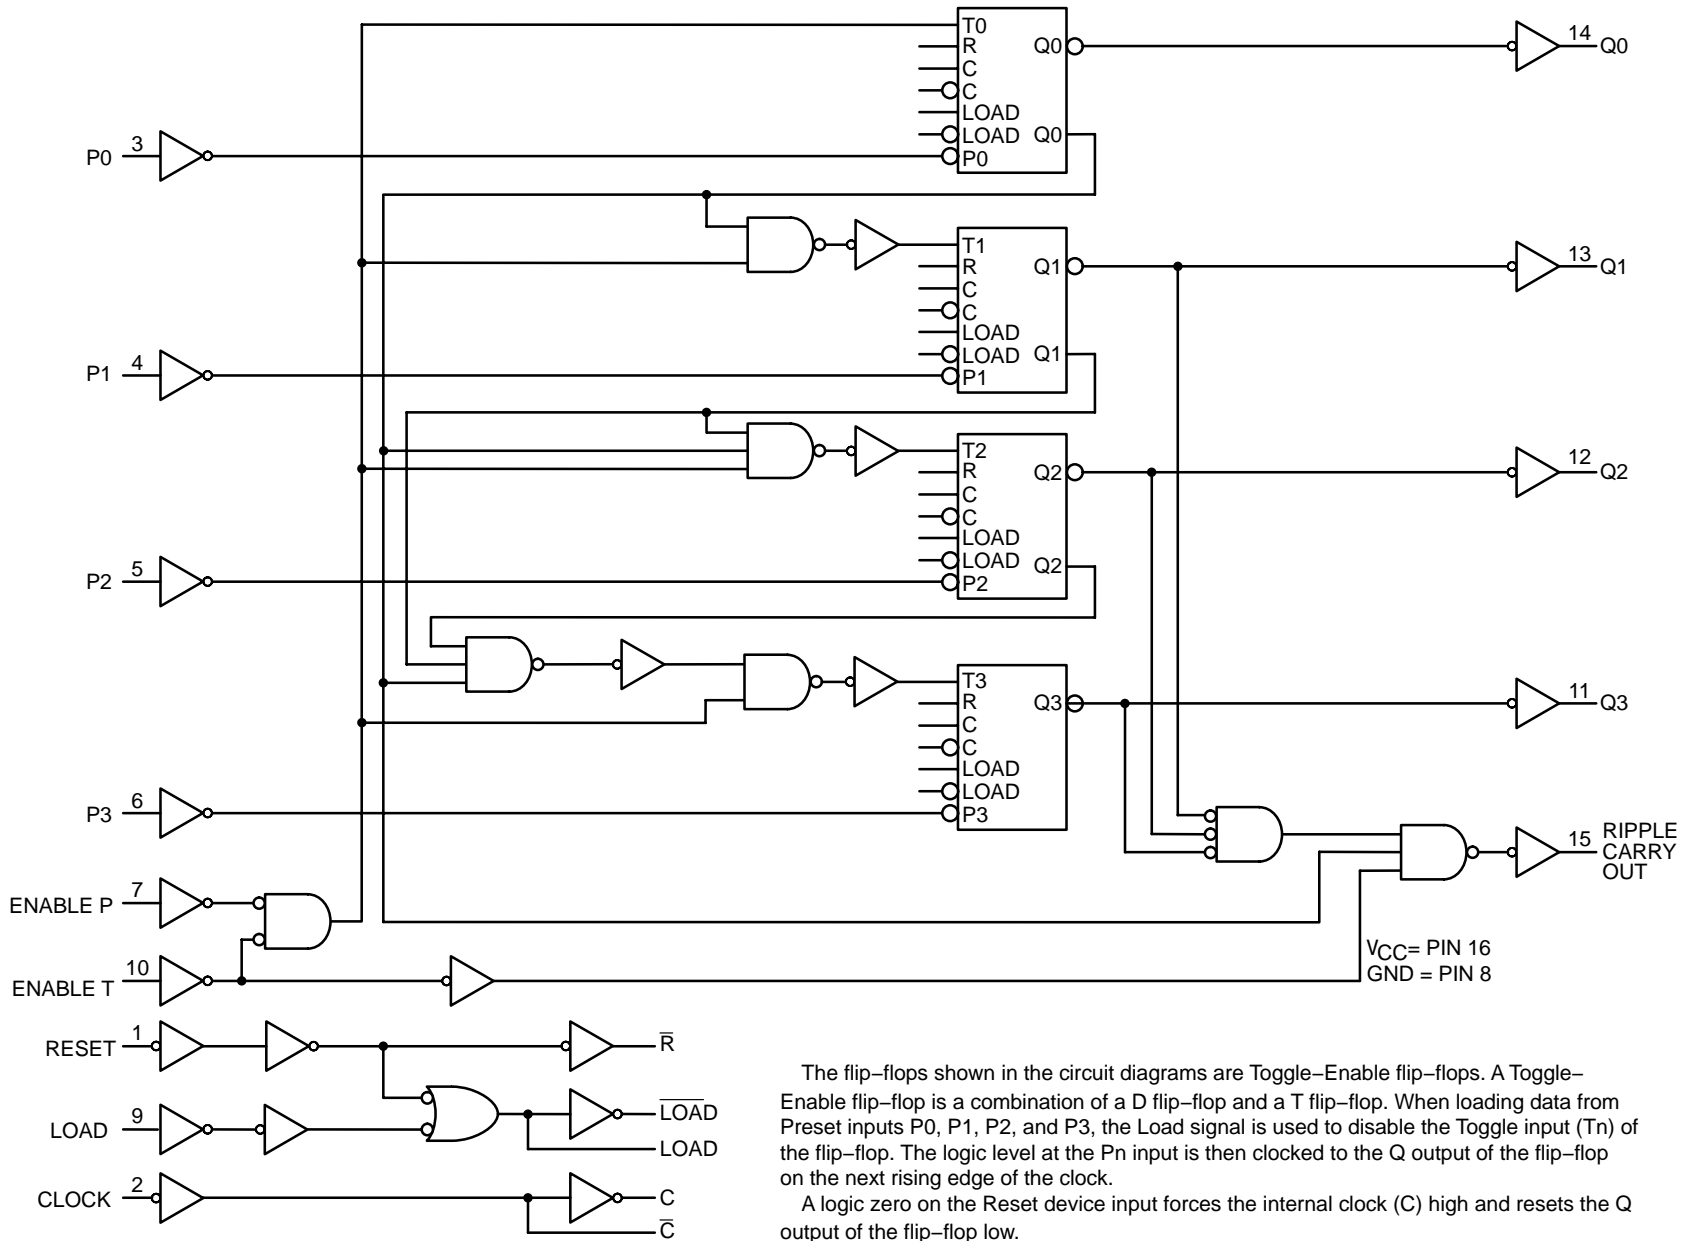 T0
R
C
C
LOAD
LOAD
P0
Q0
Q0
14 Q0
P0 3
T1
R
C
C
LOAD
LOAD
P1
Q1
Q1
13 Q1
P1 4
T2
R
C
C
LOAD
LOAD
P2
Q2
Q2
12 Q2
P2 5
T3
R
C
C
LOAD
LOAD
P3
Q3
11 Q3
P3 6
15 RIPPLE
CARRY
OUT
ENABLE P 7
ENABLE T 10
VCC= PIN 16
GND = PIN 8
RESET 1
R̅
LOAD 9
L̅O̅A̅D̅
LOAD
CLOCK 2
C
C̅
The flip–flops shown in the circuit diagrams are Toggle–Enable flip–flops. A Toggle–
Enable flip–flop is a combination of a D flip–flop and a T flip–flop. When loading data from
Preset inputs P0, P1, P2, and P3, the Load signal is used to disable the Toggle input (Tn) of
the flip–flop. The logic level at the Pn input is then clocked to the Q output of the flip–flop
on the next rising edge of the clock.
A logic zero on the Reset device input forces the internal clock (C) high and resets the Q
output of the flip–flop low.